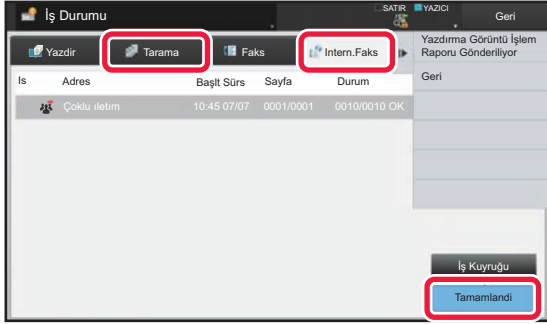 İş Durumu
SATIR
YAZICI
Geri
Yazdir
Tarama
Faks
Intern.Faks
Yazdırma Görüntü İşlem
Raporu Gönderiliyor
Geri
Is
Adres
Başlt Sürs
Sayfa
Durum
Çoklu iletım
10:45 07/07
0001/0001
0010/0010 OK
İş Kuyruğu
Tamamlandi